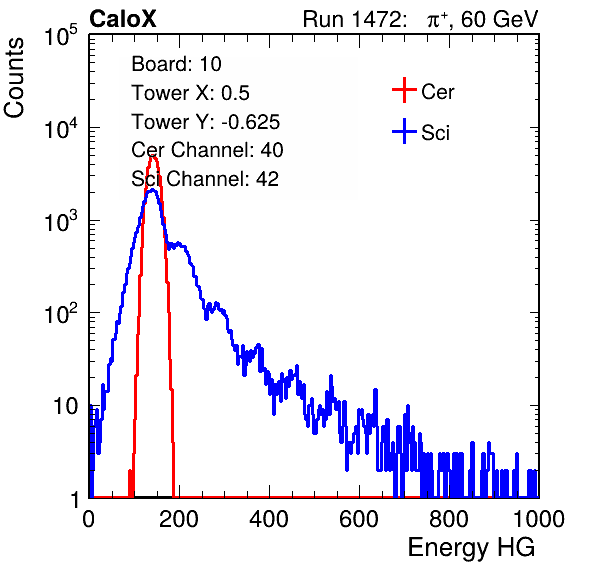 CaloX Run 1472: π⁺, 60 GeV
Counts
Board: 10
Tower X: 0.5
Tower Y: -0.625
Cer Channel: 40
Sci Channel: 42
Cer
Sci
10⁵
10⁴
10³
10²
10
1
0 200 400 600 800 1000
Energy HG